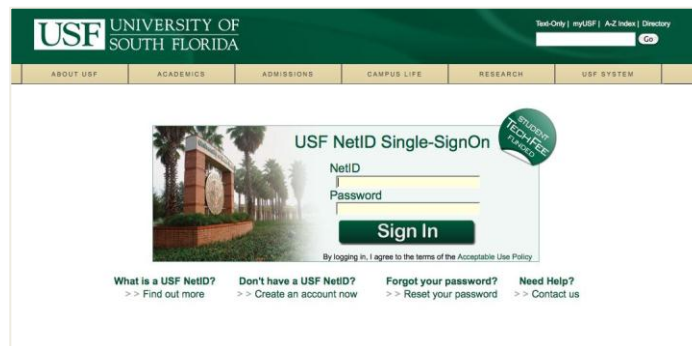 USF UNIVERSITY OF
SOUTH FLORIDA
Text-Only | myUSF | A-Z Index | Directory
Go
ABOUT USF ACADEMICS ADMISSIONS CAMPUS LIFE RESEARCH USF SYSTEM
STUDENT
TECHFEE
FUNDED
USF NetID Single-SignOn
NetID
Password
Sign In
By logging in, I agree to the terms of the Acceptable Use Policy
What is a USF NetID? Don't have a USF NetID? Forgot your password? Need Help?
>> Find out more >> Create an account now >> Reset your password >> Contact us